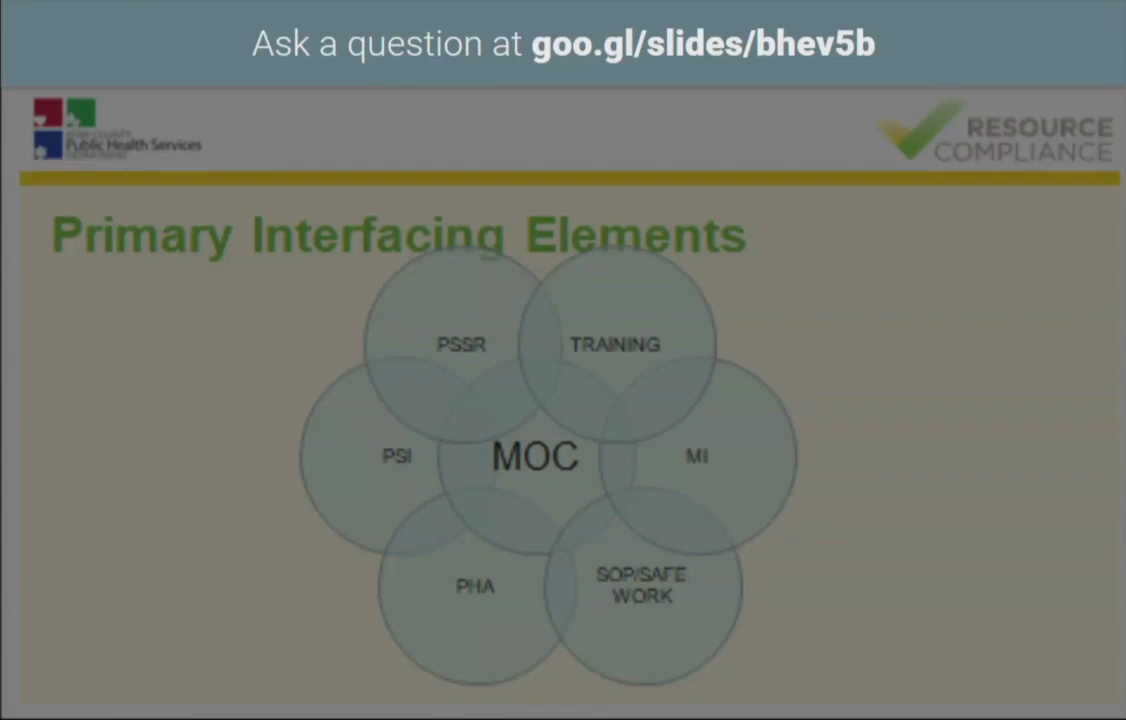 Ask a question at goo.gl/slides/bhev5b
Public Health Services
RESOURCE
COMPLIANCE
Primary Interfacing Elements
PSSR
TRAINING
PSI
MOC
MI
PHA
SOP/SAFE
WORK